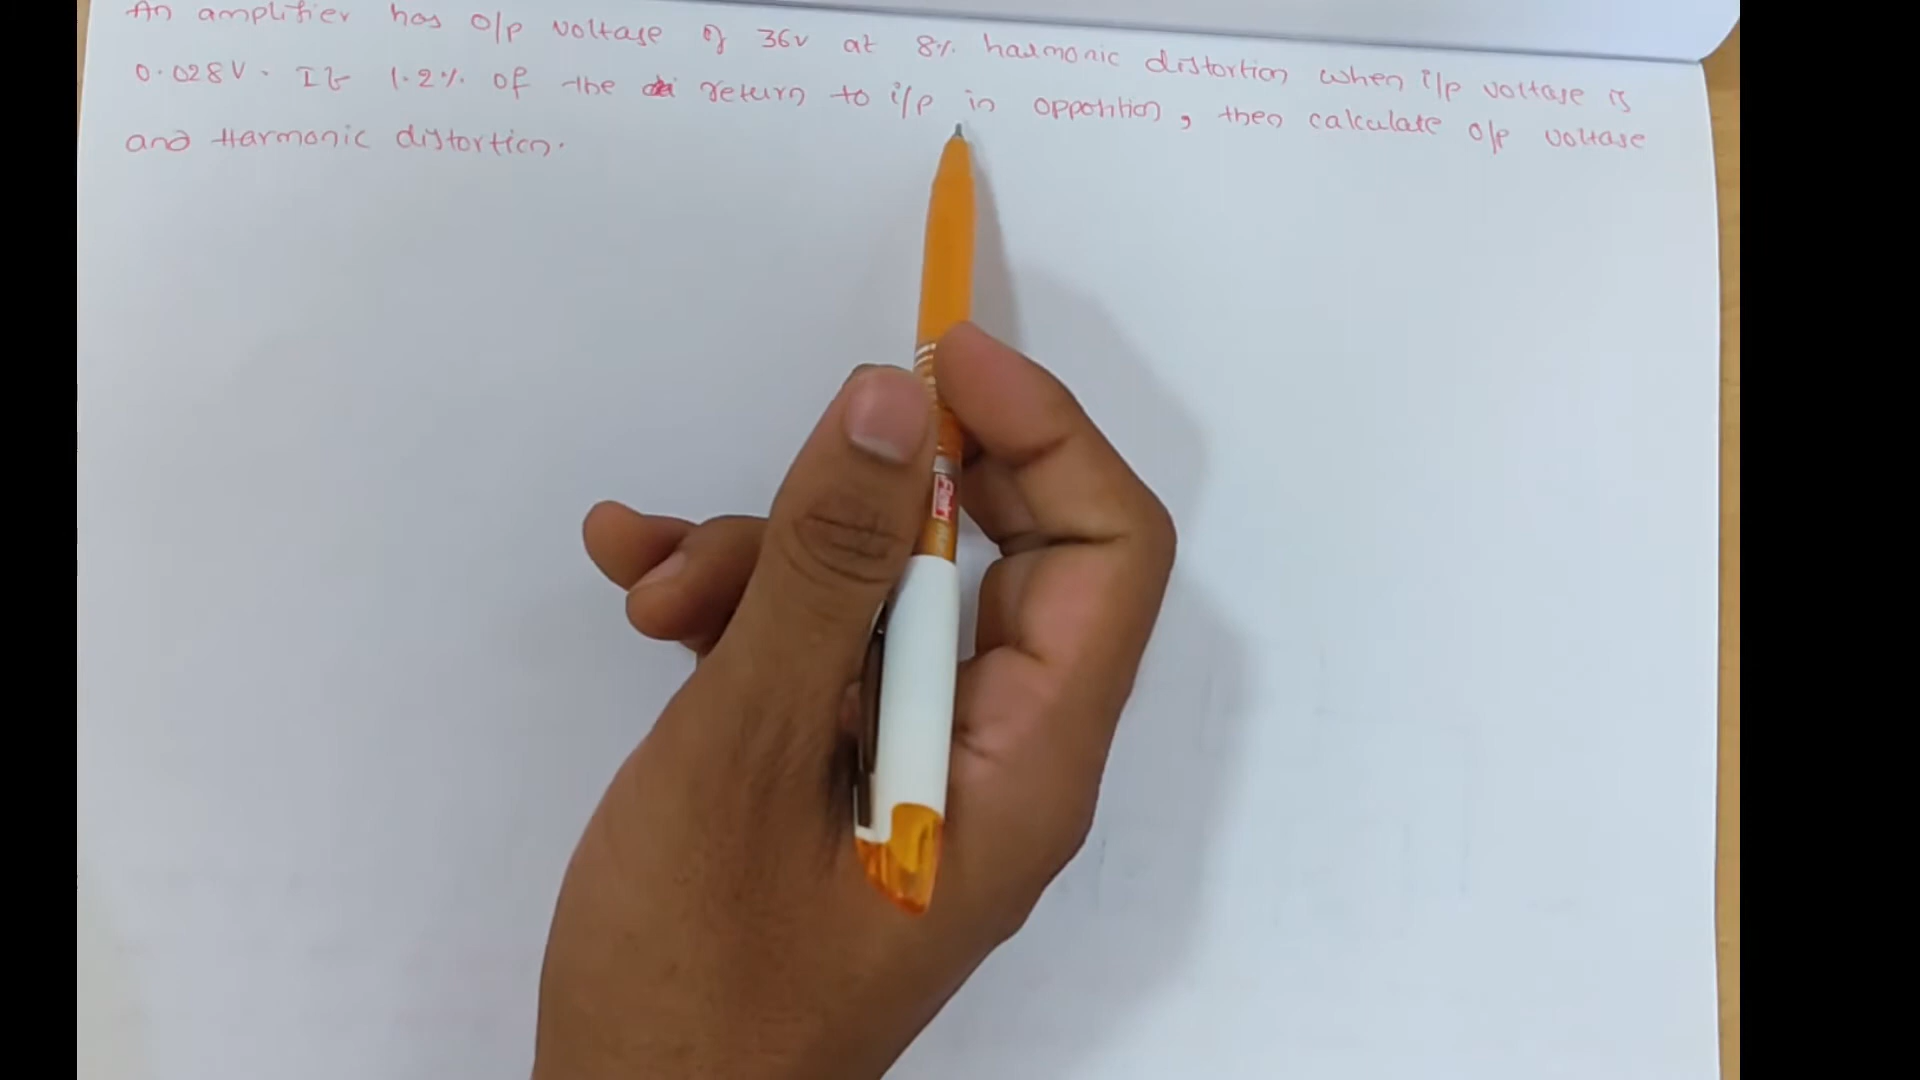 An amplifier has o/p voltage of 36v at 8% harmonic distortion when i/p voltage is
0.028V. If 1.2% of the return to i/p in opposition, then calculate o/p voltage
and Harmonic distortion.